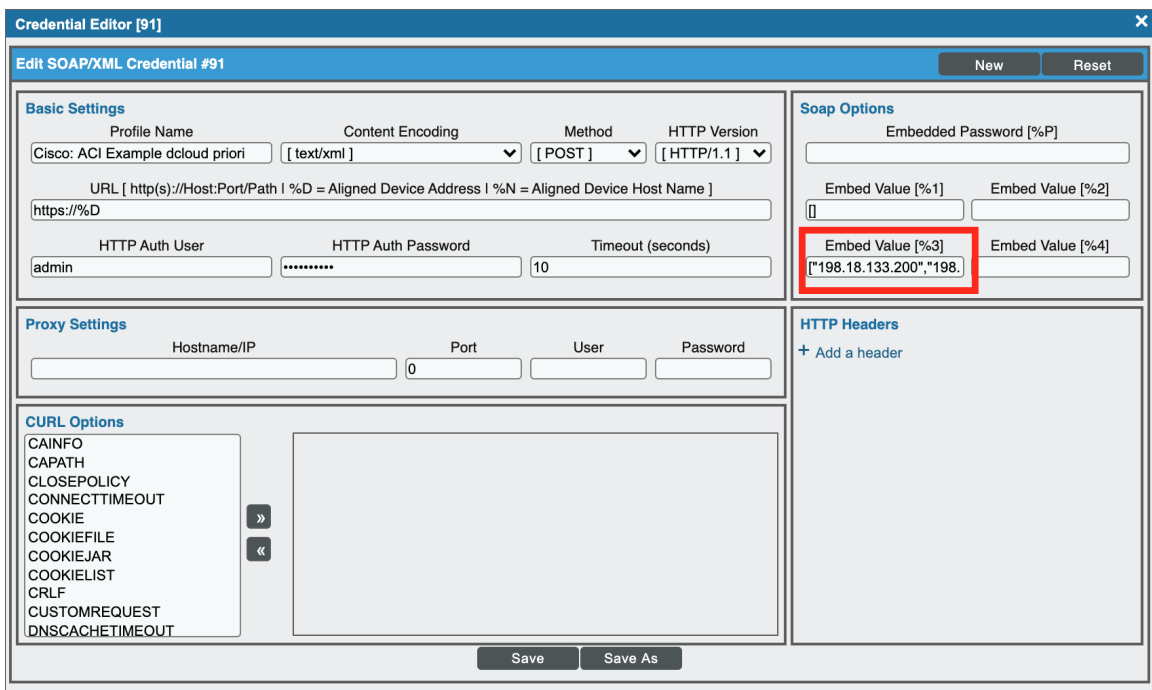 Credential Editor [91]
×
Edit SOAP/XML Credential #91
New
Reset
Basic Settings
Profile Name
Content Encoding
Method
HTTP Version
Cisco: ACI Example dcloud priori
[ text/xml ]
[ POST ]
[ HTTP/1.1 ]
URL [ http(s)://Host:Port/Path | %D = Aligned Device Address | %N = Aligned Device Host Name ]
https://%D
HTTP Auth User
HTTP Auth Password
Timeout (seconds)
admin
••••••••••
10
Soap Options
Embedded Password [%P]
Embed Value [%1]
Embed Value [%2]
[]
Embed Value [%3]
Embed Value [%4]
["198.18.133.200","198.
Proxy Settings
Hostname/IP
Port
User
Password
0
HTTP Headers
+ Add a header
CURL Options
CAINFO
CAPATH
CLOSEPOLICY
CONNECTTIMEOUT
COOKIE
COOKIEFILE
COOKIEJAR
COOKIELIST
CRLF
CUSTOMREQUEST
DNSCACHETIMEOUT
»
«
Save
Save As